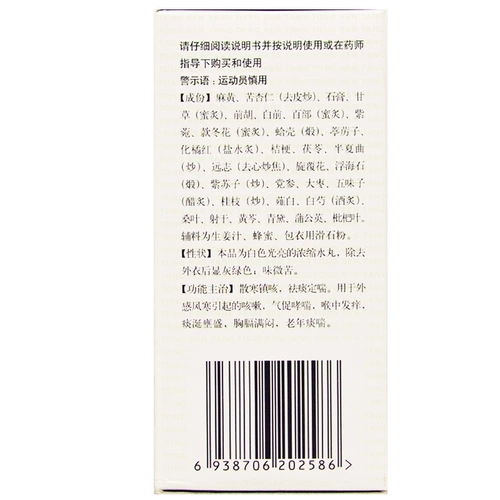 请仔细阅读说明书并按说明使用或在药师
指导下购买和使用
警示语：运动员慎用
【成份】麻黄、苦杏仁（去皮炒）、石膏、甘
草（蜜炙）、前胡、白前、百部（蜜炙）、紫
菀、款冬花（蜜炙）、蛤壳（煅）、葶苈子、
化橘红（盐水炙）、桔梗、茯苓、半夏曲
（炒）、远志（去心炒焦）、旋覆花、浮海石
（煅）、紫苏子（炒）、党参、大枣、五味子
（醋炙）、桂枝（炒）、薤白、白芍（酒炙）、
桑叶、射干、黄芩、青黛、蒲公英、枇杷叶。
辅料为生姜汁、蜂蜜，包衣用滑石粉。
【性状】本品为白色光亮的浓缩水丸，除去
外衣后显灰绿色；味微苦。
【功能主治】散寒镇咳，祛痰定喘。用于外
感风寒引起的咳嗽，气促哮喘，喉中发痒，
痰涎壅盛，胸膈满闷，老年痰喘。
6 938706 202586 >